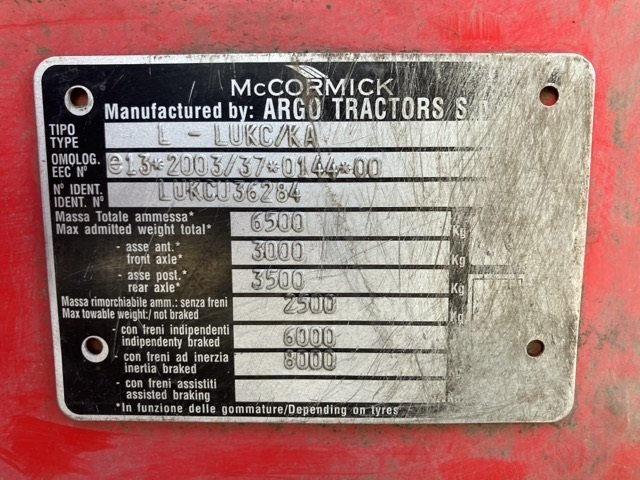 McCORMICK
Manufactured by: ARGO TRACTORS S
TIPO L - LUKC/KA
TYPE
OMOLOG. e13*2003/37*0144*00
EEC N°
N° IDENT. LUKCJ36284
IDENT. N°
Massa Totale ammessa* 6500 Kg
Max admitted weight total*
- asse ant.* 3000 Kg
front axle*
- asse post.* 3500 Kg
rear axle*
Massa rimorchiabile amm.: senza freni 2500 Kg
Max towable weight:/ not braked
- con freni indipendenti 6000 Kg
indipendenty braked
- con freni ad inerzia 8000 Kg
inertia braked
- con freni assistiti Kg
assisted braking
*In funzione delle gommature/Depending on tyres